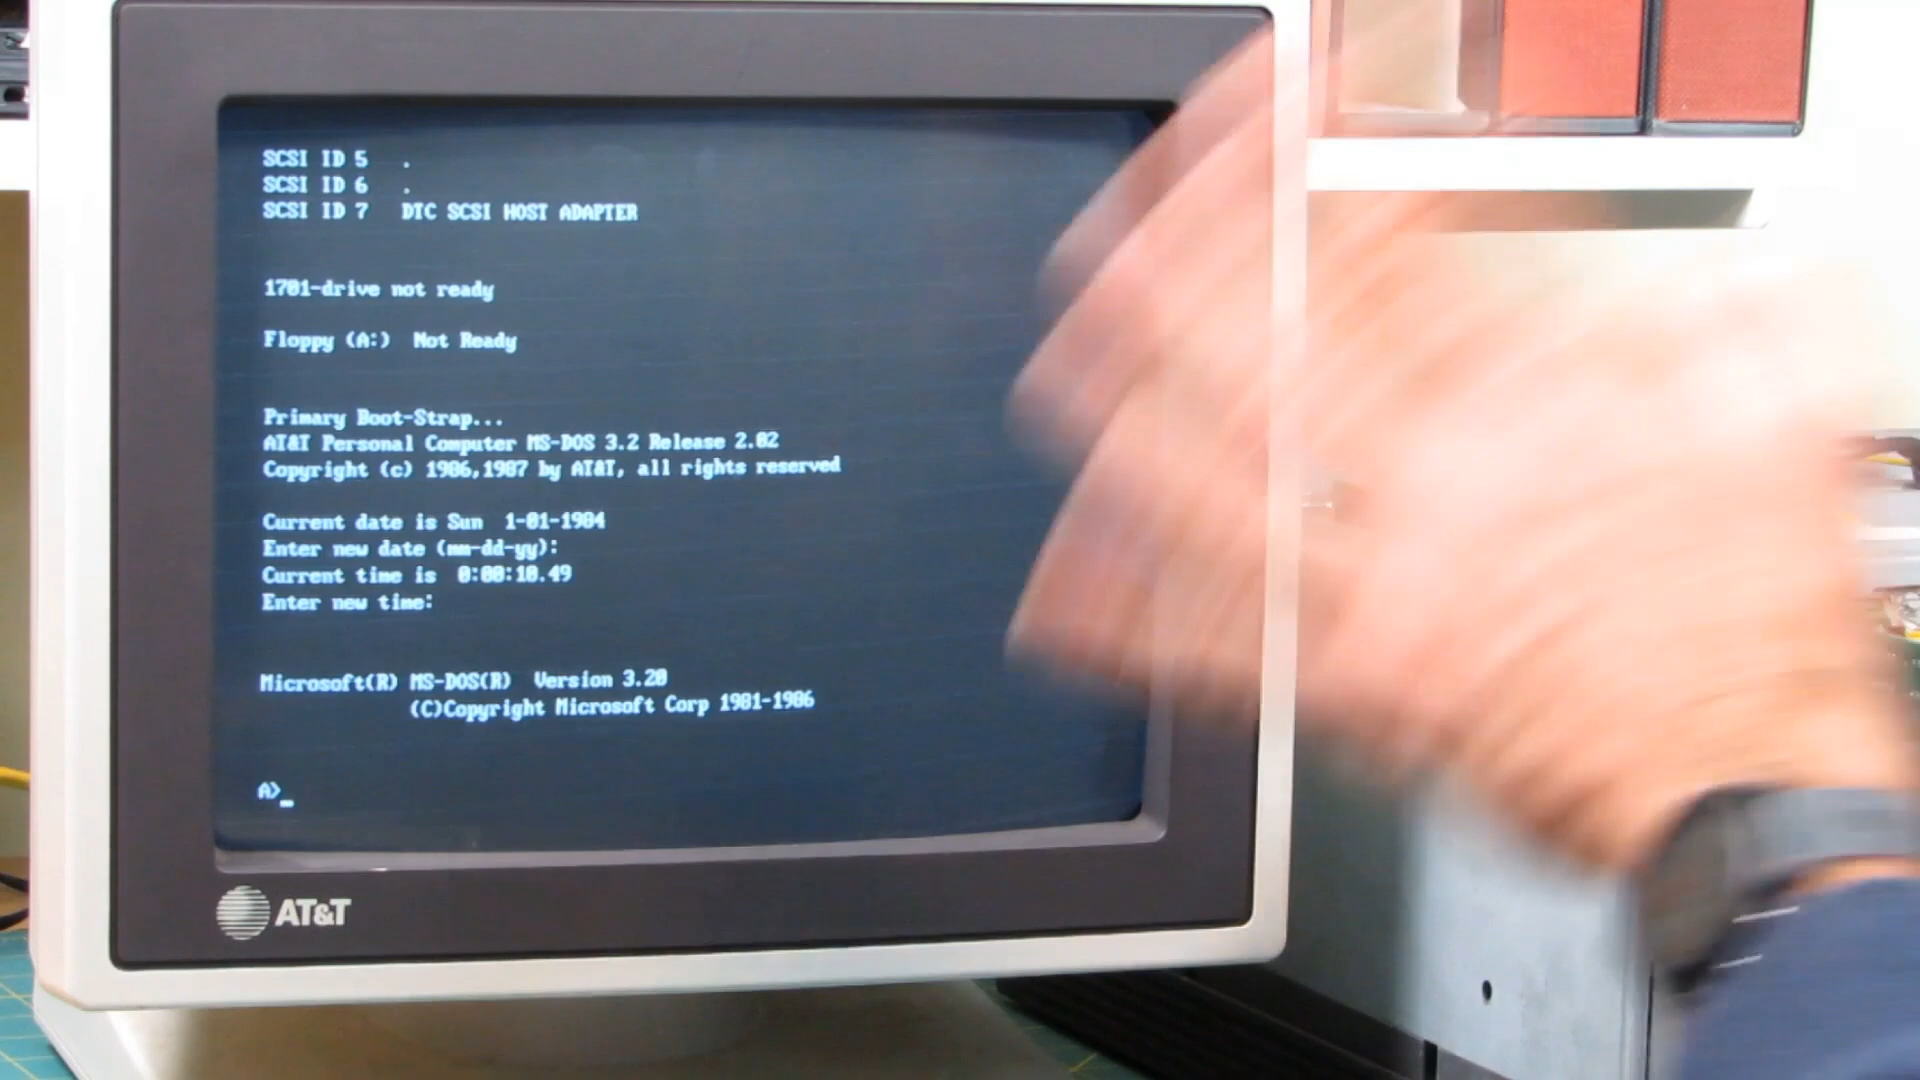 SCSI ID 5 .
SCSI ID 6 .
SCSI ID 7 DTC SCSI HOST ADAPTER
1701-drive not ready
Floppy (A:) Not Ready
Primary Boot-Strap...
AT&T Personal Computer MS-DOS 3.2 Release 2.02
Copyright (c) 1986,1987 by AT&T, all rights reserved
Current date is Sun 1-01-1984
Enter new date (mm-dd-yy):
Current time is 0:00:10.49
Enter new time:
Microsoft(R) MS-DOS(R) Version 3.20
(C)Copyright Microsoft Corp 1981-1986
A>_
AT&T